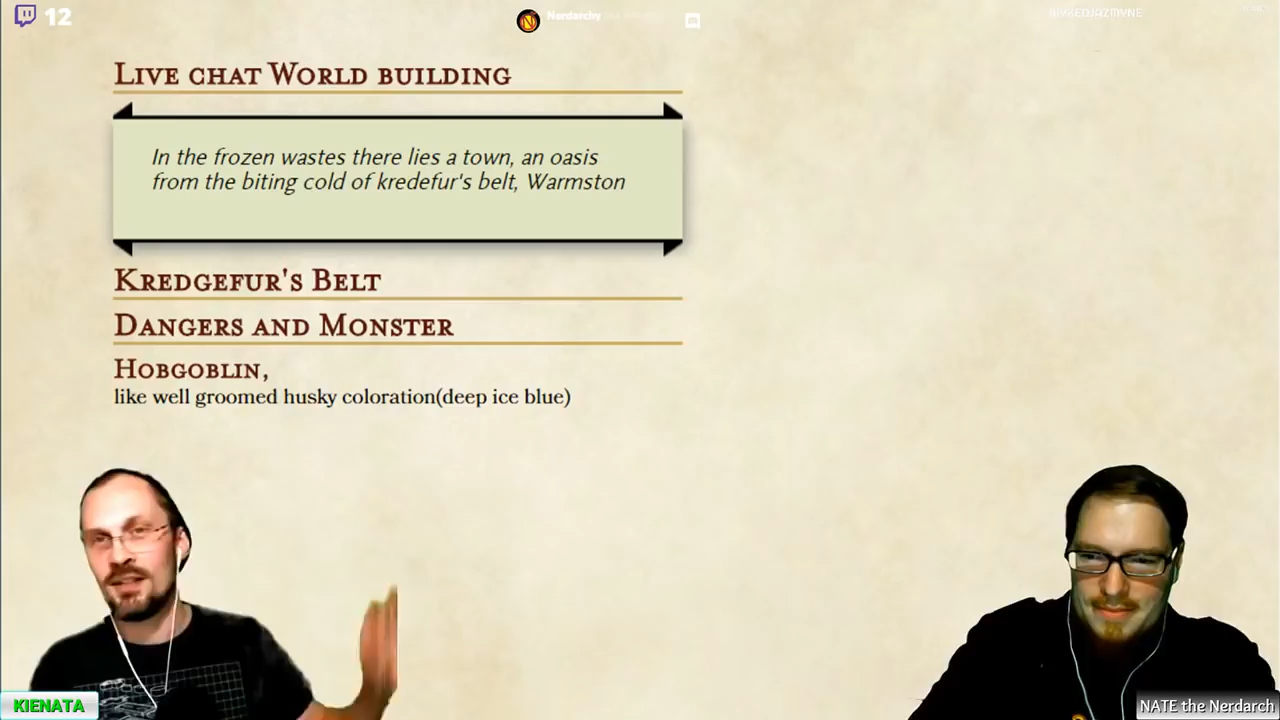 12
Nerdarchy
MYKEDJAZMYNE
LIVE CHAT WORLD BUILDING
In the frozen wastes there lies a town, an oasis
from the biting cold of kredefur's belt, Warmston
KREDGEFUR'S BELT
DANGERS AND MONSTER
HOBGOBLIN,
like well groomed husky coloration(deep ice blue)
KIENATA
NATE the Nerdarch